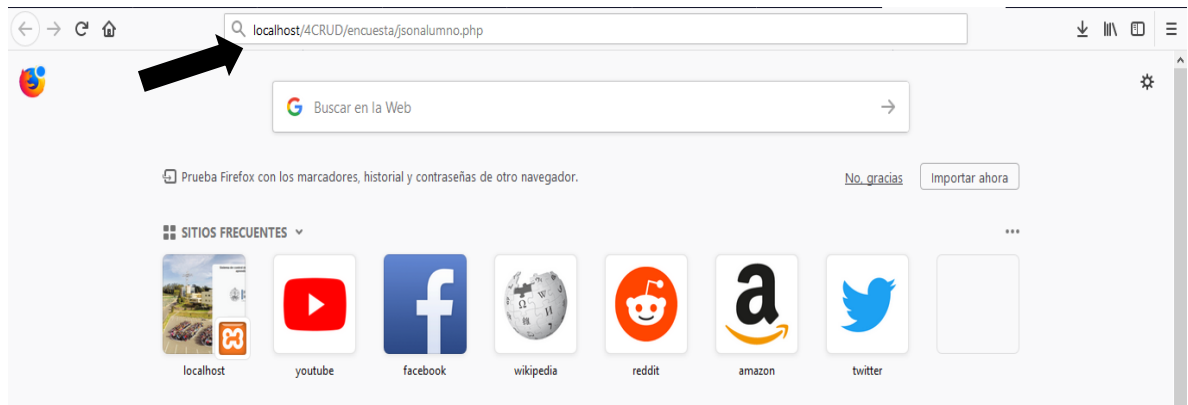 localhost/4CRUD/encuesta/jsonalumno.php
Buscar en la Web
Prueba Firefox con los marcadores, historial y contraseñas de otro navegador.
No, gracias
Importar ahora
SITIOS FRECUENTES
localhost youtube facebook wikipedia reddit amazon twitter